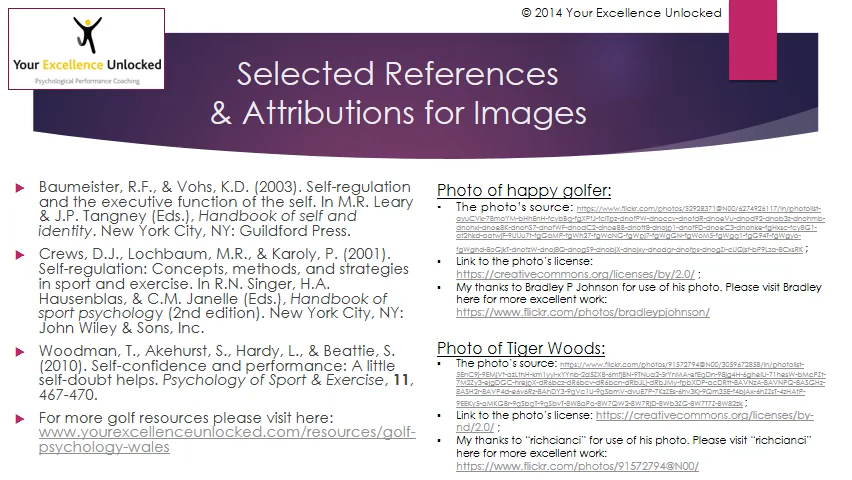 © 2014 Your Excellence Unlocked
Your Excellence Unlocked
Psychological Performance Coaching
Selected References
& Attributions for Images
Baumeister, R.F., & Vohs, K.D. (2003). Self-regulation
and the executive function of the self. In M.R. Leary
& J.P. Tangney (Eds.), Handbook of self and
identity. New York City, NY: Guildford Press.
Crews, D.J., Lochbaum, M.R., & Karoly, P. (2001).
Self-regulation: Concepts, methods, and strategies
in sport and exercise. In R.N. Singer, H.A.
Hausenblas, & C.M. Janelle (Eds.), Handbook of
sport psychology (2nd edition). New York City, NY:
John Wiley & Sons, Inc.
Woodman, T., Akehurst, S., Hardy, L., & Beattie, S.
(2010). Self-confidence and performance: A little
self-doubt helps. Psychology of Sport & Exercise, 11,
467-470.
For more golf resources please visit here:
www.yourexcellenceunlocked.com/resources/golf-
psychology-wales
Photo of happy golfer:
The photo's source:
Link to the photo's license:
https://creativecommons.org/licenses/by/2.0/ ;
My thanks to Bradley P Johnson for use of his photo. Please visit Bradley
here for more excellent work:
https://www.flickr.com/photos/bradleypjohnson/
Photo of Tiger Woods:
The photo's source:
Link to the photo's license: https://creativecommons.org/licenses/by-
nd/2.0/ ;
My thanks to "richcianci" for use of his photo. Please visit "richcianci"
here for more excellent work:
https://www.flickr.com/photos/91572794@N00/